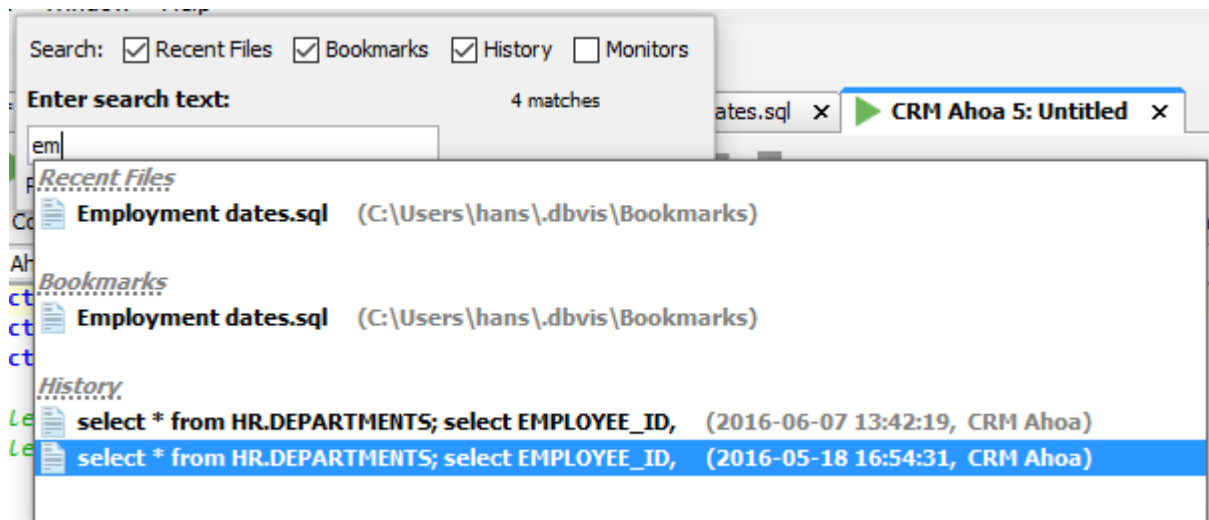 Search: Recent Files Bookmarks History Monitors
Enter search text: 4 matches
ates.sql x CRM Ahoa 5: Untitled x
em
Recent Files
Employment dates.sql (C:\Users\hans\.dbvis\Bookmarks)
Bookmarks
Employment dates.sql (C:\Users\hans\.dbvis\Bookmarks)
History
select * from HR.DEPARTMENTS; select EMPLOYEE_ID, (2016-06-07 13:42:19, CRM Ahoa)
select * from HR.DEPARTMENTS; select EMPLOYEE_ID, (2016-05-18 16:54:31, CRM Ahoa)